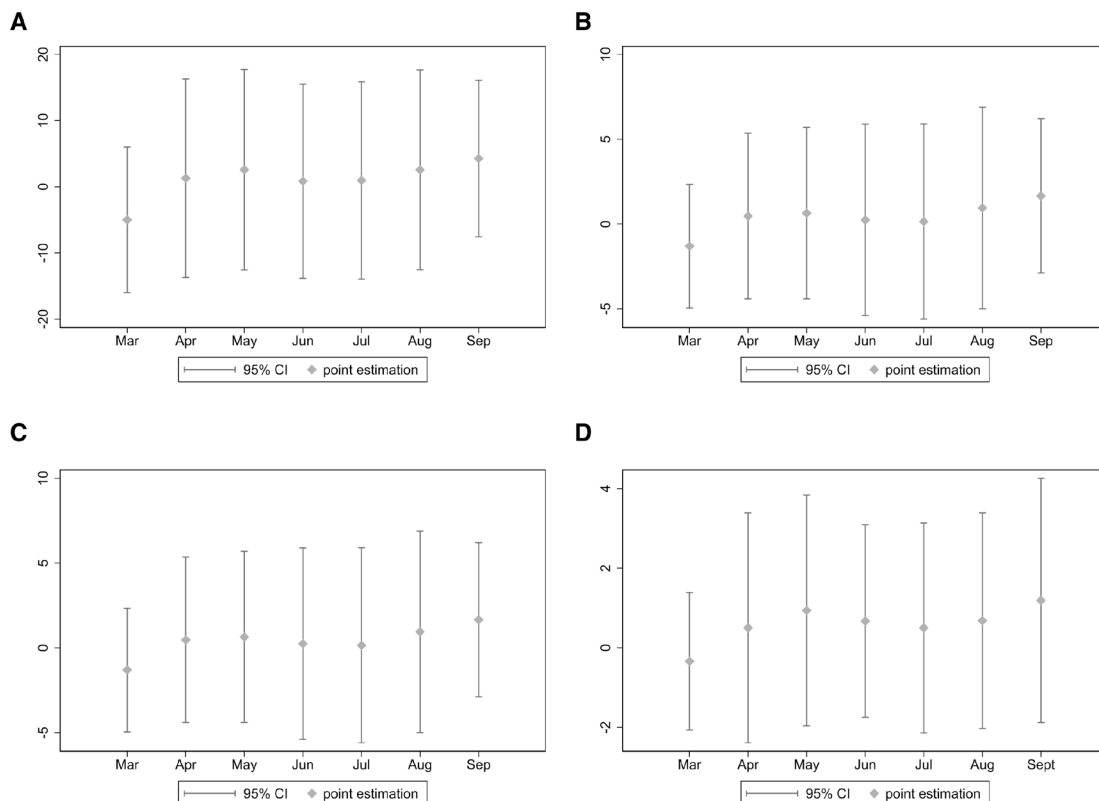 A
20
10
0
-10
-20
Mar Apr May Jun Jul Aug Sep
95% CI point estimation
B
10
5
0
-5
Mar Apr May Jun Jul Aug Sep
95% CI point estimation
C
10
5
0
-5
Mar Apr May Jun Jul Aug Sep
95% CI point estimation
D
4
2
0
-2
Mar Apr May Jun Jul Aug Sept
95% CI point estimation